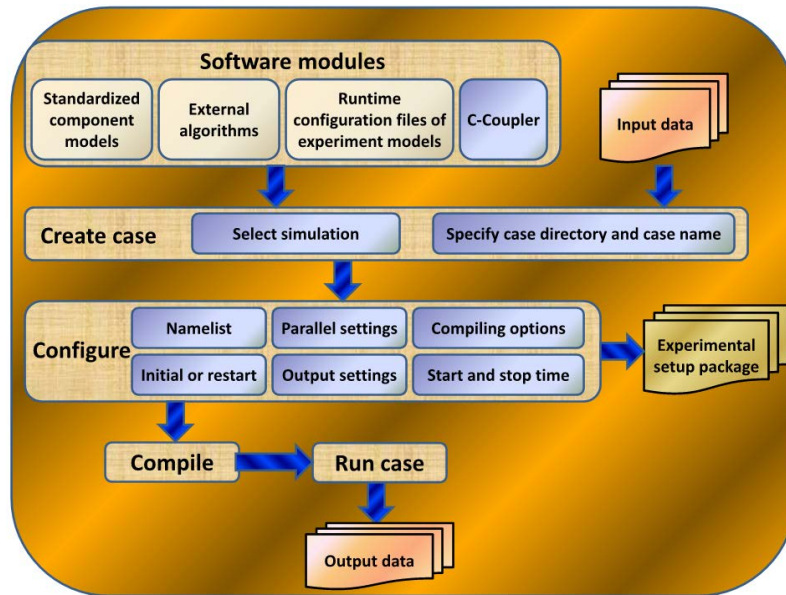 Software modules
Standardized
component
models
External
algorithms
Runtime
configuration files of
experiment models
C-Coupler
Input data
Create case
Select simulation
Specify case directory and case name
Configure
Namelist
Parallel settings
Compiling options
Initial or restart
Output settings
Start and stop time
Experimental
setup package
Compile
Run case
Output data